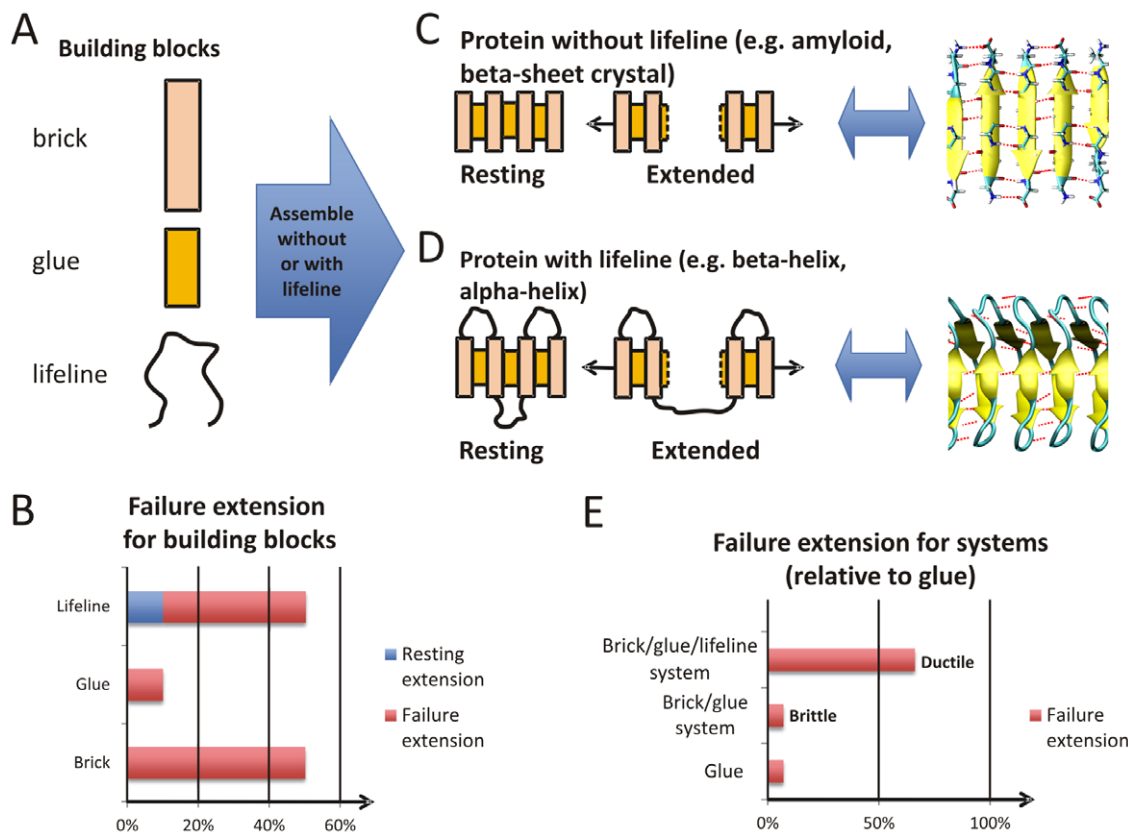 A
Building blocks
brick
glue
lifeline
Assemble
without
or with
lifeline
C
Protein without lifeline (e.g. amyloid,
beta-sheet crystal)
Resting
Extended
D
Protein with lifeline (e.g. beta-helix,
alpha-helix)
Resting
Extended
B
Failure extension
for building blocks
Lifeline
Glue
Brick
0%
20%
40%
60%
Resting
extension
Failure
extension
E
Failure extension for systems
(relative to glue)
Brick/glue/lifeline
system
Brick/glue
system
Glue
Ductile
Brittle
0%
50%
100%
Failure
extension